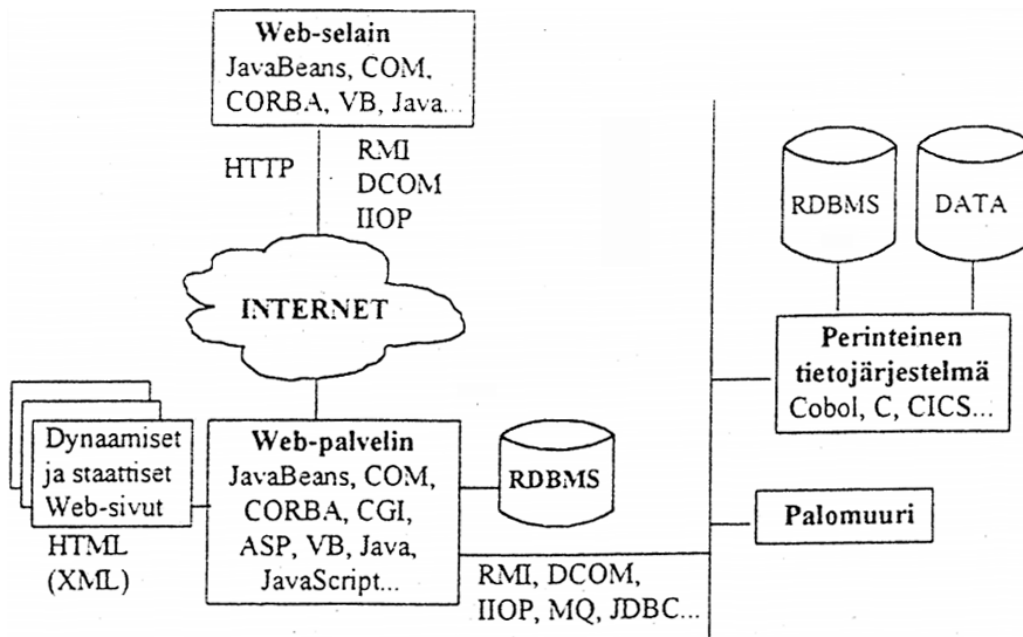 Web-selain
JavaBeans, COM,
CORBA, VB, Java...
HTTP
RMI
DCOM
IIOP
INTERNET
Dynaamiset
ja staattiset
Web-sivut
HTML
(XML)
Web-palvelin
JavaBeans, COM,
CORBA, CGI,
ASP, VB, Java,
JavaScript...
RDBMS
RMI, DCOM,
IIOP, MQ, JDBC...
RDBMS
DATA
Perinteinen
tietojärjestelmä
Cobol, C, CICS...
Palomuuri